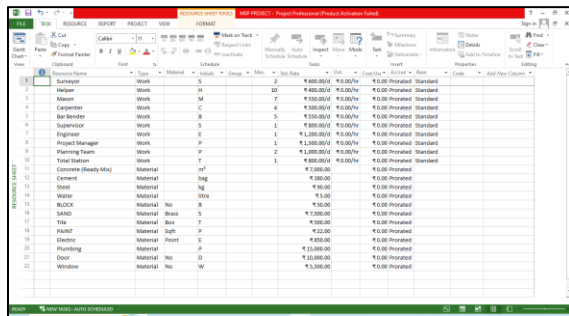 RESOURCE SHEET TOOLS MSP PROJECT - Project Professional (Product Activation Failed)
FILE TASK RESOURCE REPORT PROJECT VIEW FORMAT Sign in
Cut
Copy
Format Painter
Gantt Chart
Paste
Calibri 11
B I U
Mark on Track
Respect Links
Inactivate
Manually Schedule
Auto Schedule
Inspect Move Mode
Task
Summary
Milestone
Deliverable
Information
Notes
Details
Add to Timeline
Scroll to Task
Find
Clear
Fill
View Clipboard Font Schedule Tasks Insert Properties Editing
Resource Name Type Material Initials Group Max. Std. Rate Ovt. Cost/Use Accrue Base Code Add New Column
1 Surveyor Work S 2 ₹ 600.00/d ₹ 0.00/hr ₹ 0.00 Prorated Standard
2 Helper Work H 10 ₹ 400.00/d ₹ 0.00/hr ₹ 0.00 Prorated Standard
3 Mason Work M 7 ₹ 550.00/d ₹ 0.00/hr ₹ 0.00 Prorated Standard
4 Carpenter Work C 4 ₹ 500.00/d ₹ 0.00/hr ₹ 0.00 Prorated Standard
5 Bar Bender Work B 5 ₹ 550.00/d ₹ 0.00/hr ₹ 0.00 Prorated Standard
6 Supervisor Work S 1 ₹ 800.00/d ₹ 0.00/hr ₹ 0.00 Prorated Standard
7 Engineer Work E 1 ₹ 1,200.00/d ₹ 0.00/hr ₹ 0.00 Prorated Standard
8 Project Manager Work P 1 ₹ 1,500.00/d ₹ 0.00/hr ₹ 0.00 Prorated Standard
9 Planning Team Work P 2 ₹ 1,000.00/d ₹ 0.00/hr ₹ 0.00 Prorated Standard
10 Total Station Work T 1 ₹ 800.00/d ₹ 0.00/hr ₹ 0.00 Prorated Standard
11 Concrete (Ready Mix) Material m³ ₹ 7,000.00 ₹ 0.00 Prorated
12 Cement Material bag ₹ 380.00 ₹ 0.00 Prorated
13 Steel Material kg ₹ 90.00 ₹ 0.00 Prorated
14 Water Material litre ₹ 5.00 ₹ 0.00 Prorated
15 BLOCK Material No B ₹ 50.00 ₹ 0.00 Prorated
16 SAND Material Brass S ₹ 7,500.00 ₹ 0.00 Prorated
17 Tile Material Box T ₹ 500.00 ₹ 0.00 Prorated
18 PAINT Material Sqft P ₹ 22.00 ₹ 0.00 Prorated
19 Electric Material Point E ₹ 850.00 ₹ 0.00 Prorated
20 Plumbing Material P ₹ 15,000.00 ₹ 0.00 Prorated
21 Door Material No D ₹ 10,000.00 ₹ 0.00 Prorated
22 Window Material No W ₹ 5,500.00 ₹ 0.00 Prorated
RESOURCE SHEET
READY NEW TASKS: AUTO SCHEDULED